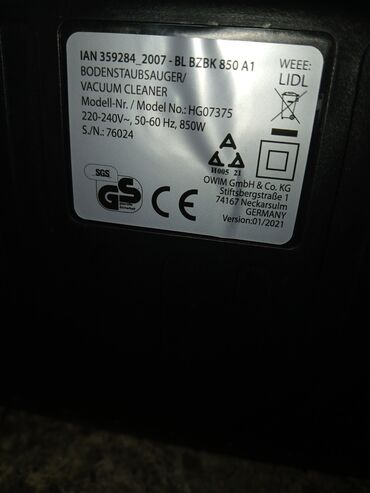 IAN 359284_2007 - BL BZBK 850 A1
BODENSTAUBSAUGER/
VACUUM CLEANER
Modell-Nr. / Model No.: HG07375
220-240V~, 50-60 Hz, 850W
S./N.: 76024
WEEE:
LIDL
H005 21
OWIM GmbH & Co. KG
Stiftsbergstraße 1
74167 Neckarsulm
GERMANY
Version:01/2021
SGS
GS
CE